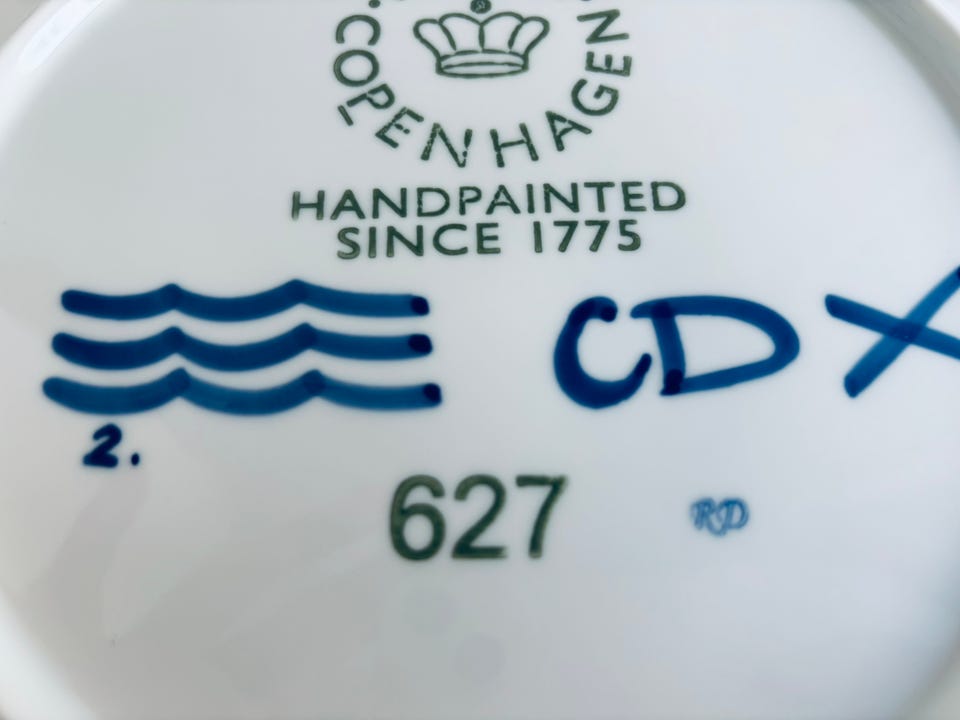 COPENHAGEN
HANDPAINTED
SINCE 1775
CDX
2.
627
RD